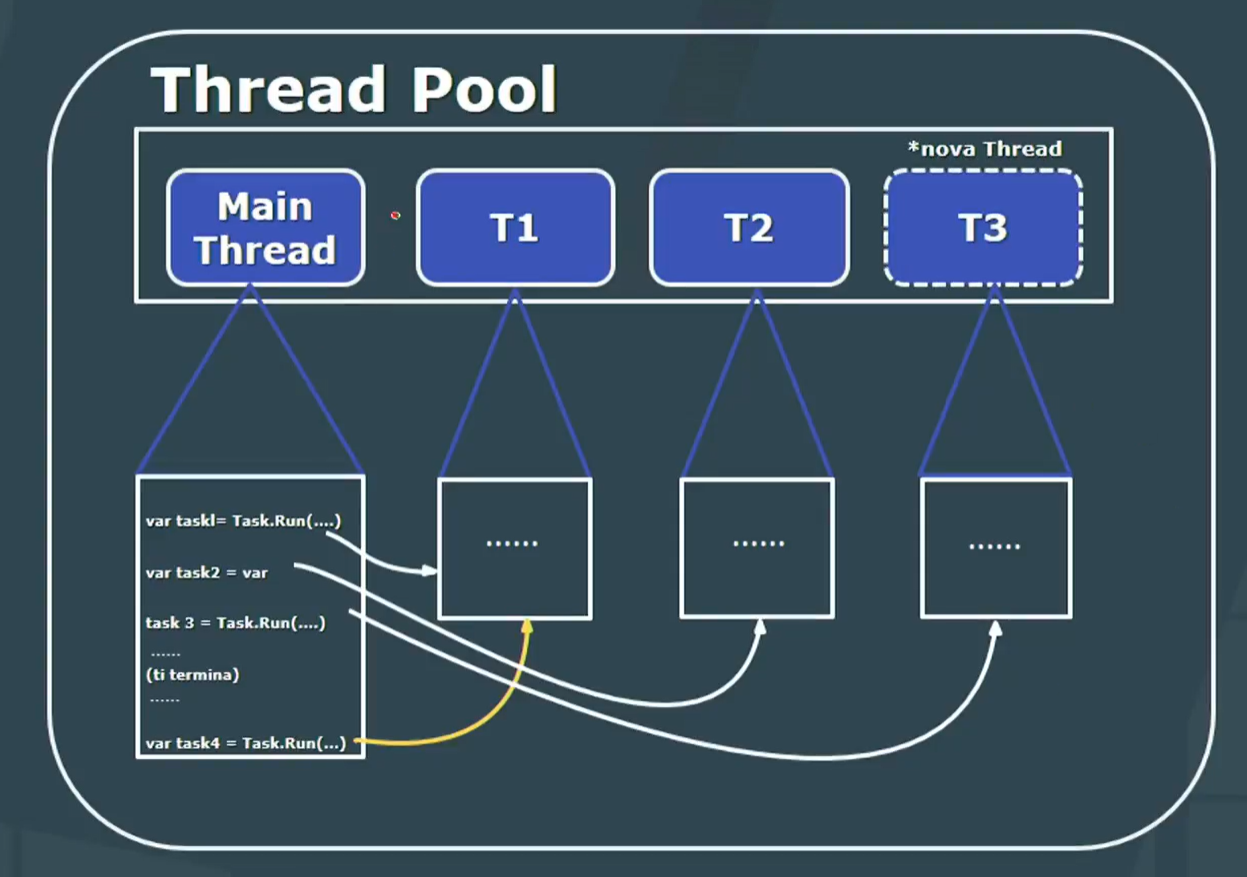 Thread Pool
*nova Thread
Main
Thread
T1
T2
T3
var taskl= Task.Run(....)
var task2 = var
task 3 = Task.Run(....)
......
(ti termina)
......
var task4 = Task.Run(...)
......
......
......